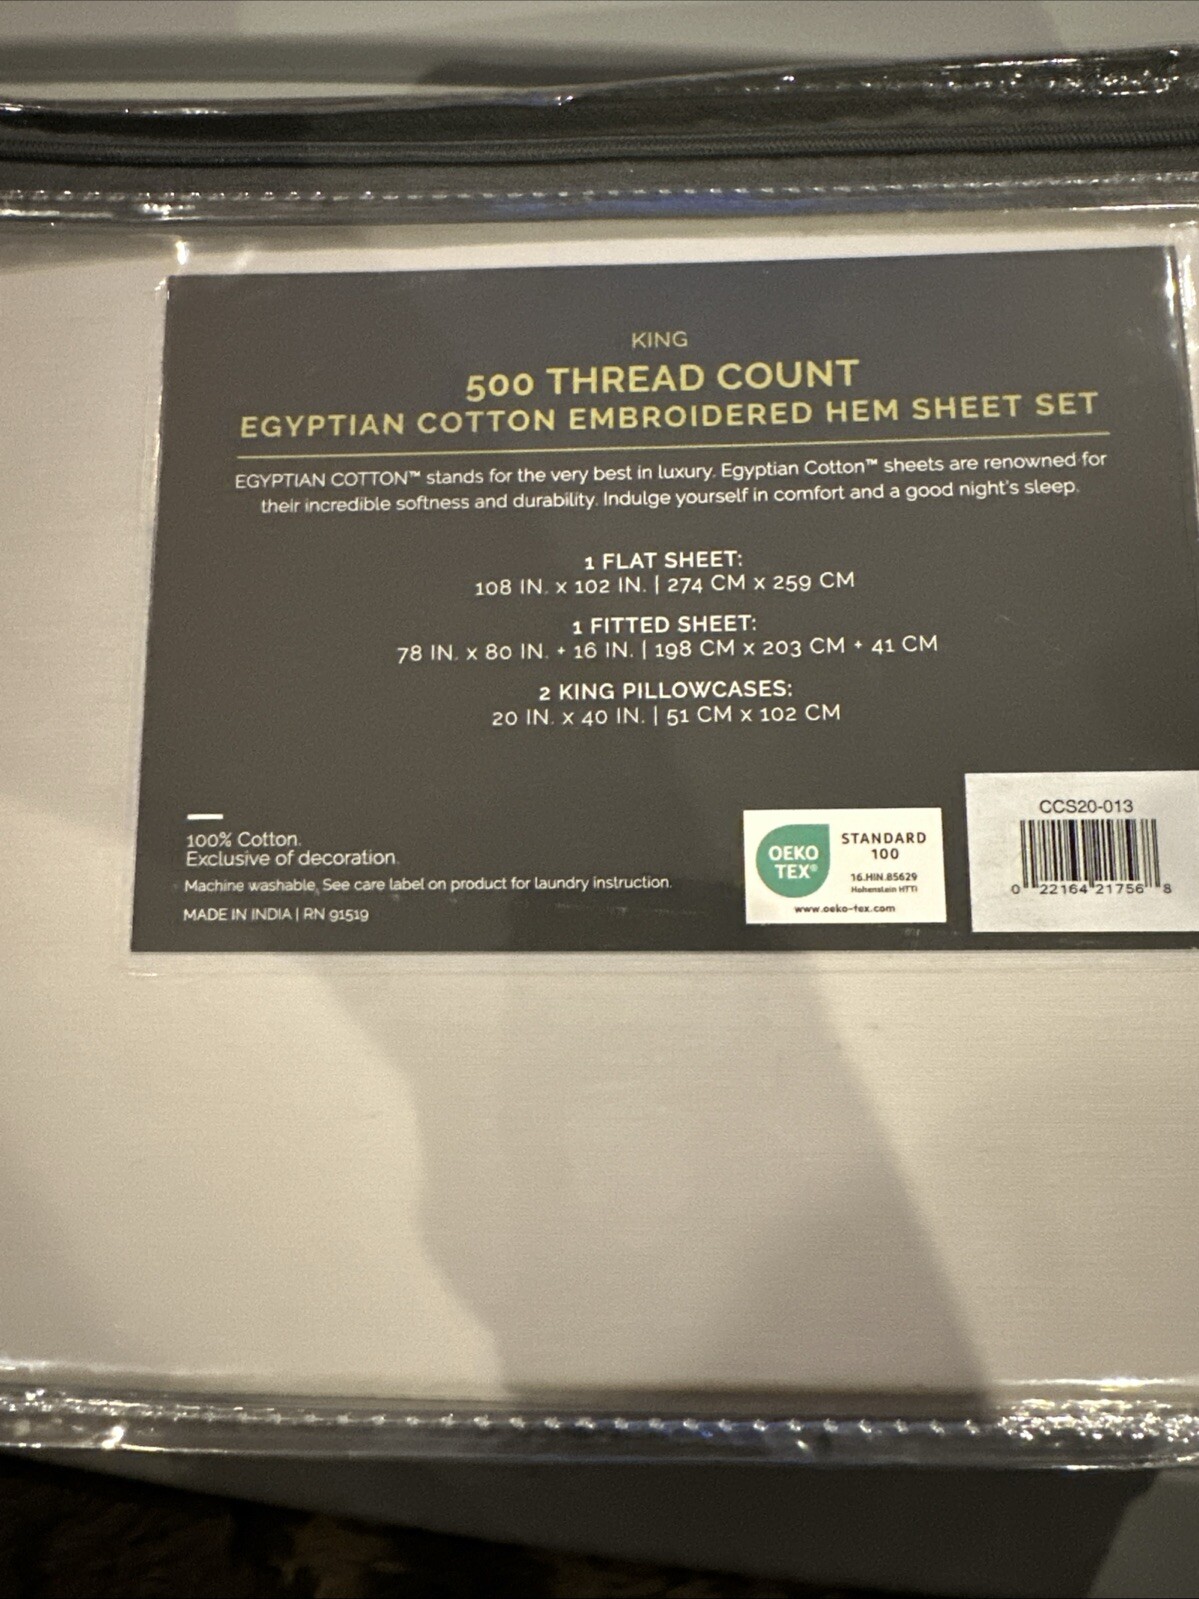 KING
500 THREAD COUNT
EGYPTIAN COTTON EMBROIDERED HEM SHEET SET
EGYPTIAN COTTON™ stands for the very best in luxury. Egyptian Cotton™ sheets are renowned for
their incredible softness and durability. Indulge yourself in comfort and a good night's sleep.
1 FLAT SHEET:
108 IN. x 102 IN. | 274 CM x 259 CM
1 FITTED SHEET:
78 IN. x 80 IN. + 16 IN. | 198 CM x 203 CM + 41 CM
2 KING PILLOWCASES:
20 IN. x 40 IN. | 51 CM x 102 CM
100% Cotton.
Exclusive of decoration.
Machine washable, See care label on product for laundry instruction.
MADE IN INDIA | RN 91519
OEKO
TEX®
STANDARD
100
16.HIN.85629
Hohenstein HTTI
www.oeko-tex.com
CCS20-013
0 22164 21756 8